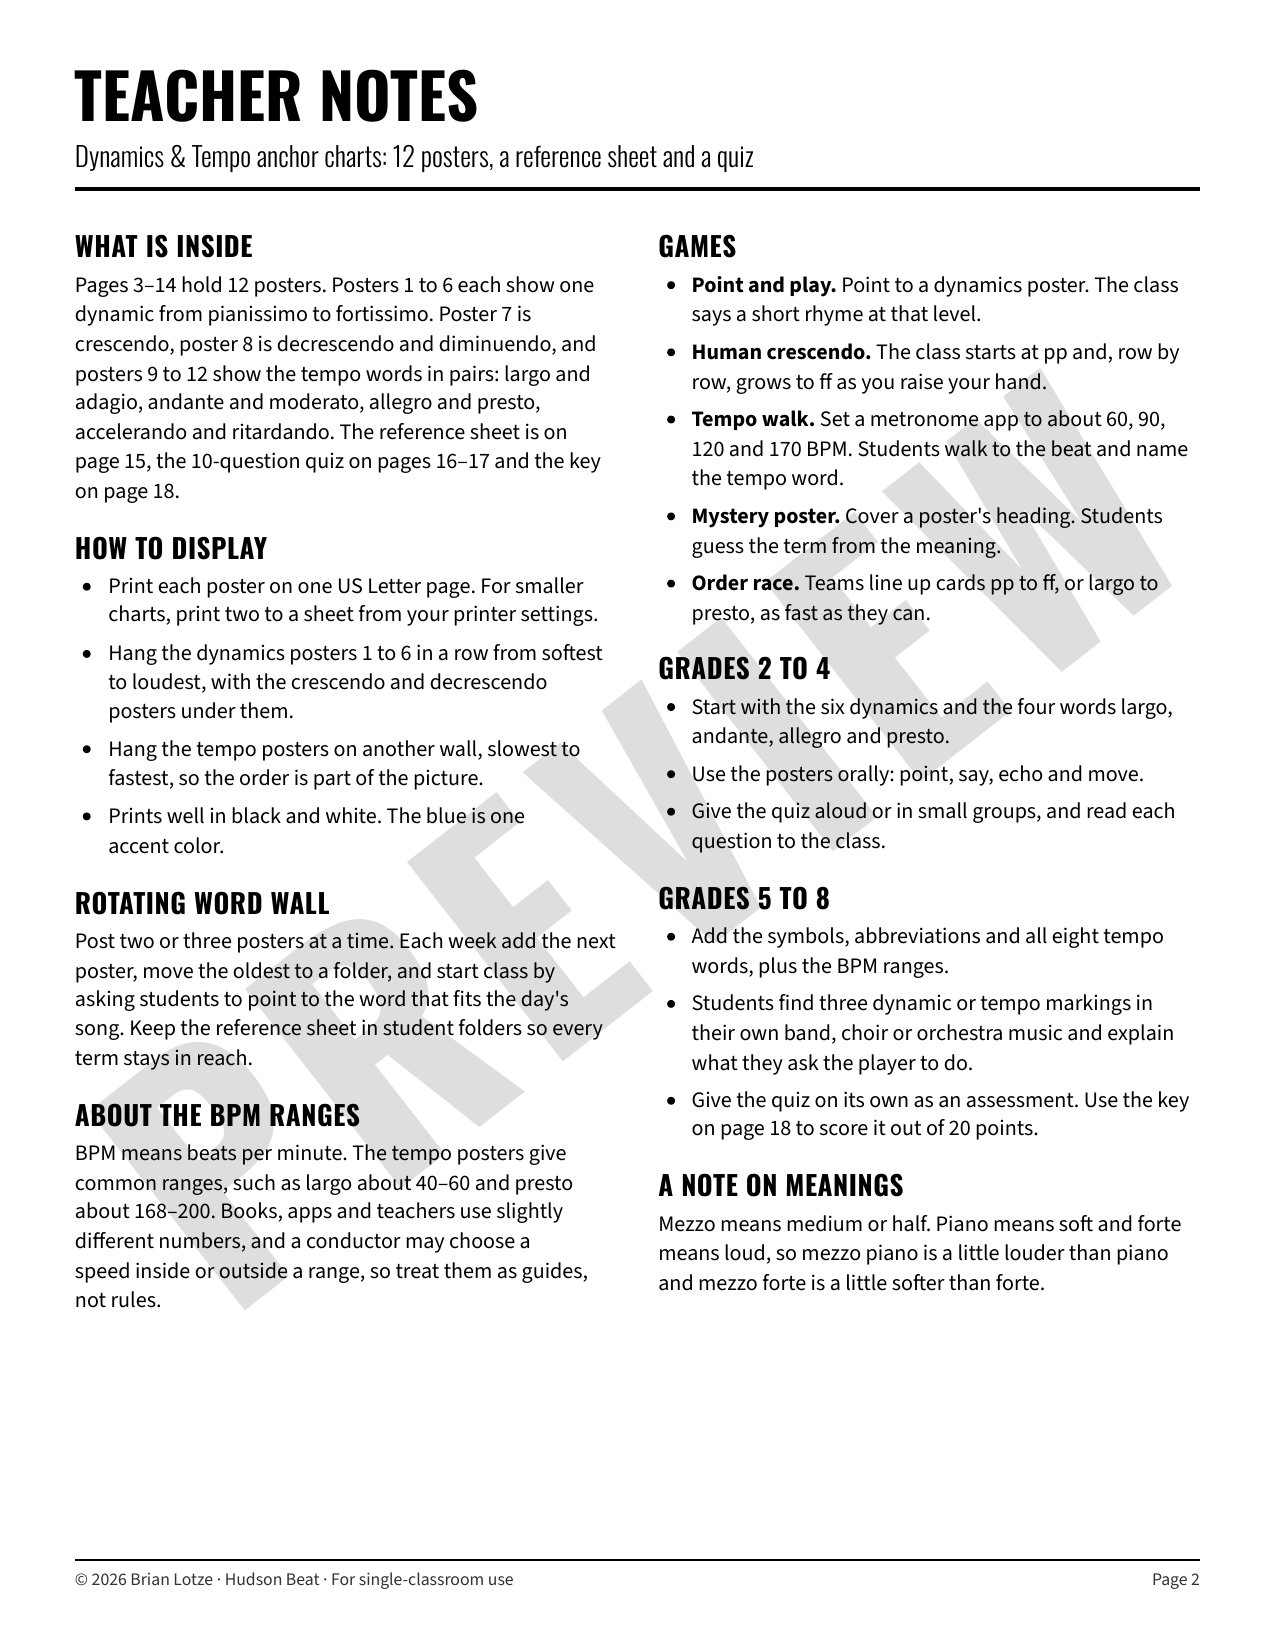 TEACHER NOTES
Dynamics & Tempo anchor charts: 12 posters, a reference sheet and a quiz
WHAT IS INSIDE
Pages 3–14 hold 12 posters. Posters 1 to 6 each show one
dynamic from pianissimo to fortissimo. Poster 7 is
crescendo, poster 8 is decrescendo and diminuendo, and
posters 9 to 12 show the tempo words in pairs: largo and
adagio, andante and moderato, allegro and presto,
accelerando and ritardando. The reference sheet is on
page 15, the 10-question quiz on pages 16–17 and the key
on page 18.
HOW TO DISPLAY
• Print each poster on one US Letter page. For smaller
charts, print two to a sheet from your printer settings.
• Hang the dynamics posters 1 to 6 in a row from softest
to loudest, with the crescendo and decrescendo
posters under them.
• Hang the tempo posters on another wall, slowest to
fastest, so the order is part of the picture.
• Prints well in black and white. The blue is one
accent color.
ROTATING WORD WALL
Post two or three posters at a time. Each week add the next
poster, move the oldest to a folder, and start class by
asking students to point to the word that fits the day's
song. Keep the reference sheet in student folders so every
term stays in reach.
ABOUT THE BPM RANGES
BPM means beats per minute. The tempo posters give
common ranges, such as largo about 40–60 and presto
about 168–200. Books, apps and teachers use slightly
different numbers, and a conductor may choose a
speed inside or outside a range, so treat them as guides,
not rules.
GAMES
• Point and play. Point to a dynamics poster. The class
says a short rhyme at that level.
• Human crescendo. The class starts at pp and, row by
row, grows to ff as you raise your hand.
• Tempo walk. Set a metronome app to about 60, 90,
120 and 170 BPM. Students walk to the beat and name
the tempo word.
• Mystery poster. Cover a poster's heading. Students
guess the term from the meaning.
• Order race. Teams line up cards pp to ff, or largo to
presto, as fast as they can.
GRADES 2 TO 4
• Start with the six dynamics and the four words largo,
andante, allegro and presto.
• Use the posters orally: point, say, echo and move.
• Give the quiz aloud or in small groups, and read each
question to the class.
GRADES 5 TO 8
• Add the symbols, abbreviations and all eight tempo
words, plus the BPM ranges.
• Students find three dynamic or tempo markings in
their own band, choir or orchestra music and explain
what they ask the player to do.
• Give the quiz on its own as an assessment. Use the key
on page 18 to score it out of 20 points.
A NOTE ON MEANINGS
Mezzo means medium or half. Piano means soft and forte
means loud, so mezzo piano is a little louder than piano
and mezzo forte is a little softer than forte.
PREVIEW
© 2026 Brian Lotze · Hudson Beat · For single-classroom use
Page 2